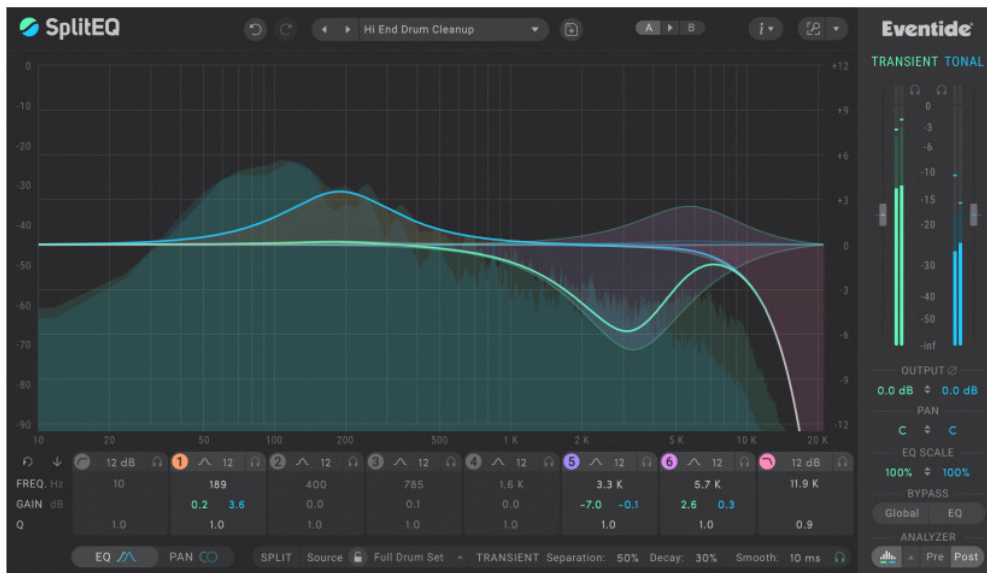 SplitEQ
Hi End Drum Cleanup
A B
i
Eventide
TRANSIENT TONAL
0 +12
-10 +9
-20 +6
-30 +3
-40 0
-50 -3
-60
-70 -6
-80 -9
-90 -12
10 20 50 100 200 500 1 K 2 K 5 K 10 K 20 K
0
-3
-6
-10
-15
-20
-30
-40
-50
-inf
12 dB 1 12 2 12 3 12 4 12 5 12 6 12 12 dB
FREQ. Hz 10 189 400 785 1.6 K 3.3 K 5.7 K 11.9 K
GAIN dB 0.2 3.6 0.0 0.1 0.0 -7.0 -0.1 2.6 0.3
Q 1.0 1.0 1.0 1.0 1.0 1.0 1.0 0.9
EQ PAN SPLIT Source Full Drum Set TRANSIENT Separation: 50% Decay: 30% Smooth: 10 ms
OUTPUT Ø
0.0 dB 0.0 dB
PAN
C C
EQ SCALE
100% 100%
BYPASS
Global EQ
ANALYZER
Pre Post